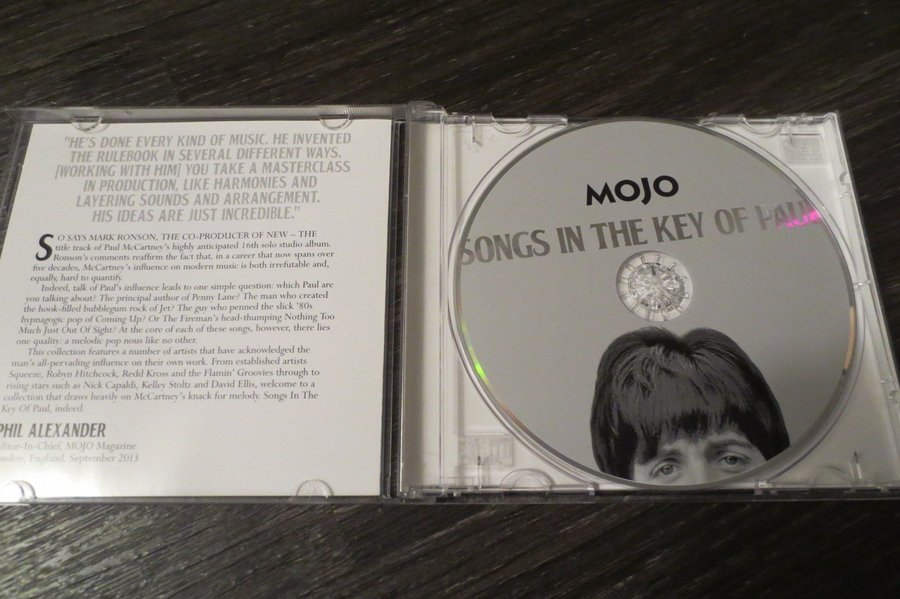 "HE'S DONE EVERY KIND OF MUSIC. HE INVENTED
THE RULEBOOK IN SEVERAL DIFFERENT WAYS.
[WORKING WITH HIM] YOU TAKE A MASTERCLASS
IN PRODUCTION, LIKE HARMONIES AND
LAYERING SOUNDS AND ARRANGEMENT.
HIS IDEAS ARE JUST INCREDIBLE."
SO SAYS MARK RONSON, THE CO-PRODUCER OF NEW – THE
title track of Paul McCartney's highly anticipated 16th solo studio album.
Ronson's comments reaffirm the fact that, in a career that now spans over
five decades, McCartney's influence on modern music is both irrefutable and,
equally, hard to quantify.
Indeed, talk of Paul's influence leads to one simple question: which Paul are
you talking about? The principal author of Penny Lane? The man who created
the hook-filled bubblegum rock of Jet? The guy who penned the slick '80s
hypnagogic pop of Coming Up? Or The Fireman's head-thumping Nothing Too
Much Just Out Of Sight? At the core of each of these songs, however, there lies
one quality: a melodic pop nous like no other.
This collection features a number of artists that have acknowledged the
man's all-pervading influence on their own work. From established artists
Squeeze, Robyn Hitchcock, Redd Kross and the Flamin' Groovies through to
rising stars such as Nick Capaldi, Kelley Stoltz and David Ellis, welcome to a
collection that draws heavily on McCartney's knack for melody. Songs In The
Key Of Paul, indeed.
PHIL ALEXANDER
ditor-In-Chief, MOJO Magazine
ondon, England. September 2013
MOJO
SONGS IN THE KEY OF PAUL